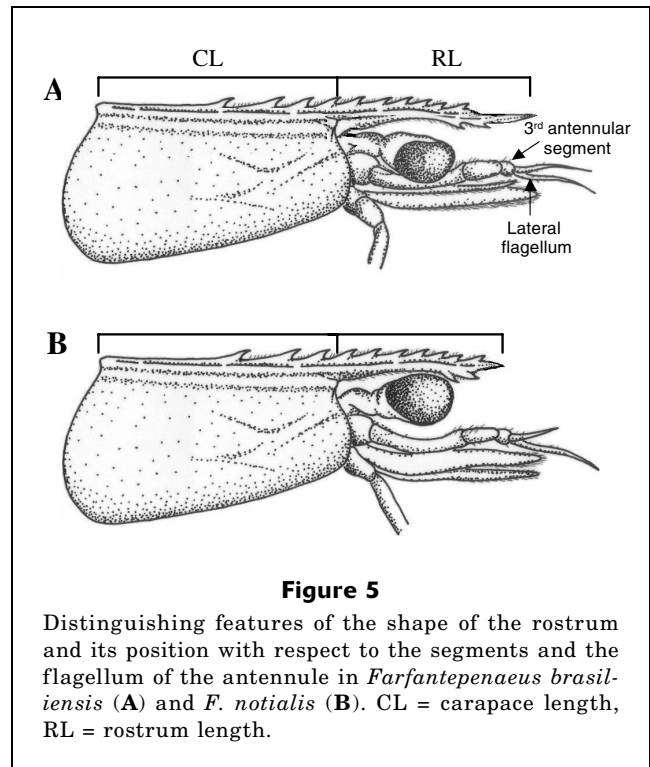 CL RL
A
3rd antennular
segment
Lateral
flagellum
B
Figure 5
Distinguishing features of the shape of the rostrum
and its position with respect to the segments and the
flagellum of the antennule in Farfantepenaeus brasil-
iensis (A) and F. notialis (B). CL = carapace length,
RL = rostrum length.